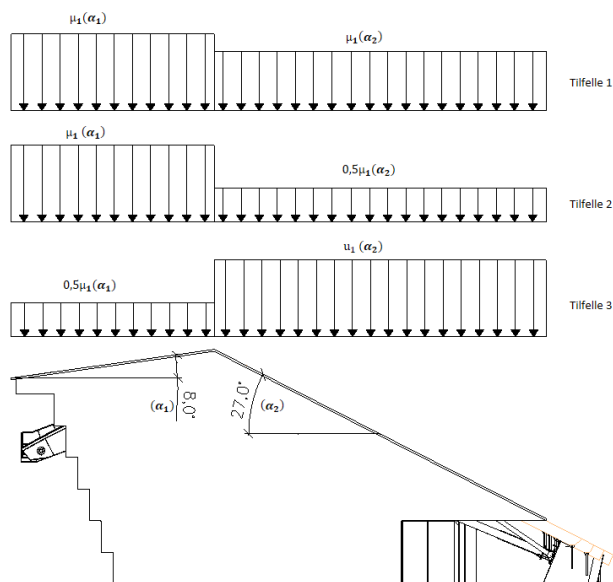 μ₁(α₁)
μ₁(α₂)
Tilfelle 1
μ₁(α₁)
0,5μ₁(α₂)
Tilfelle 2
u₁(α₂)
0,5μ₁(α₁)
Tilfelle 3
(α₁)
8,0°
27.0°
(α₂)